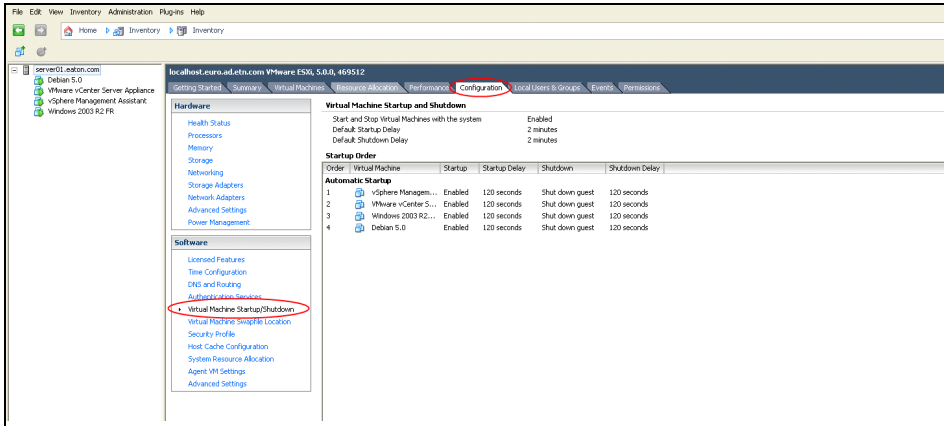 File Edit View Inventory Administration Plug-ins Help
Home Inventory Inventory
server01.eaton.com
Debian 5.0
VMware vCenter Server Appliance
vSphere Management Assistant
Windows 2003 R2 FR
localhost.euro.ad.etn.com VMware ESXi, 5.0.0, 469512
Getting Started Summary Virtual Machines Resource Allocation Performance Configuration Local Users & Groups Events Permissions
Hardware
Health Status
Processors
Memory
Storage
Networking
Storage Adapters
Network Adapters
Advanced Settings
Power Management
Software
Licensed Features
Time Configuration
DNS and Routing
Authentication Services
Virtual Machine Startup/Shutdown
Virtual Machine Swapfile Location
Security Profile
Host Cache Configuration
System Resource Allocation
Agent VM Settings
Advanced Settings
Virtual Machine Startup and Shutdown
Start and Stop Virtual Machines with the system Enabled
Default Startup Delay 2 minutes
Default Shutdown Delay 2 minutes
Startup Order
Order Virtual Machine Startup Startup Delay Shutdown Shutdown Delay
Automatic Startup
1 vSphere Managem... Enabled 120 seconds Shut down guest 120 seconds
2 VMware vCenter S... Enabled 120 seconds Shut down guest 120 seconds
3 Windows 2003 R2... Enabled 120 seconds Shut down guest 120 seconds
4 Debian 5.0 Enabled 120 seconds Shut down guest 120 seconds